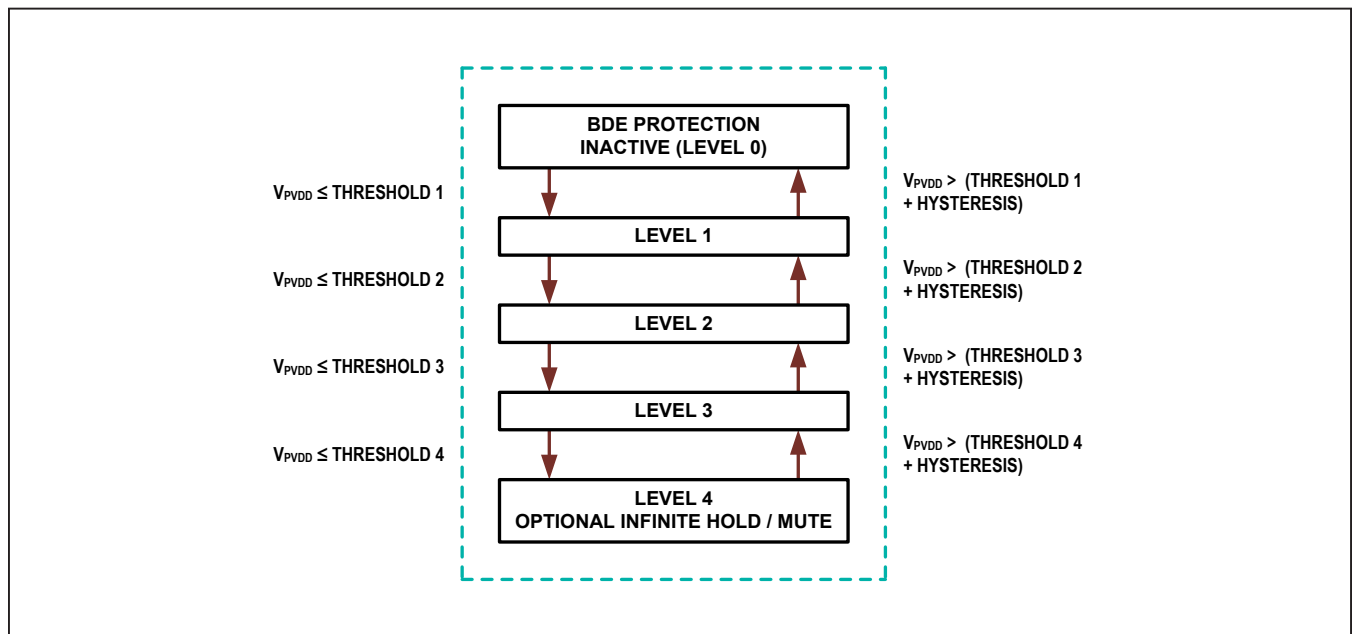 BDE PROTECTION
INACTIVE (LEVEL 0)
VPVDD ≤ THRESHOLD 1
VPVDD > (THRESHOLD 1
+ HYSTERESIS)
LEVEL 1
VPVDD ≤ THRESHOLD 2
VPVDD > (THRESHOLD 2
+ HYSTERESIS)
LEVEL 2
VPVDD ≤ THRESHOLD 3
VPVDD > (THRESHOLD 3
+ HYSTERESIS)
LEVEL 3
VPVDD ≤ THRESHOLD 4
VPVDD > (THRESHOLD 4
+ HYSTERESIS)
LEVEL 4
OPTIONAL INFINITE HOLD / MUTE